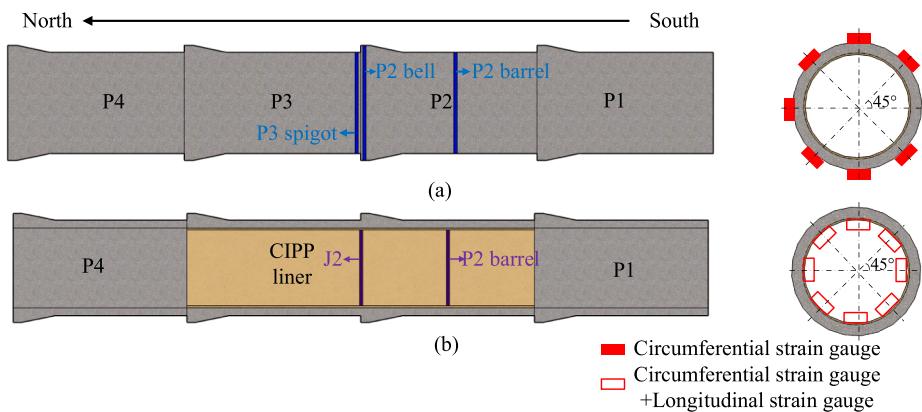 North
South
P2 bell
P2 barrel
P4
P3
P2
P1
P3 spigot
45°
(a)
CIPP
liner
J2
P2 barrel
P4
P1
45°
(b)
Circumferential strain gauge
Circumferential strain gauge
+Longitudinal strain gauge